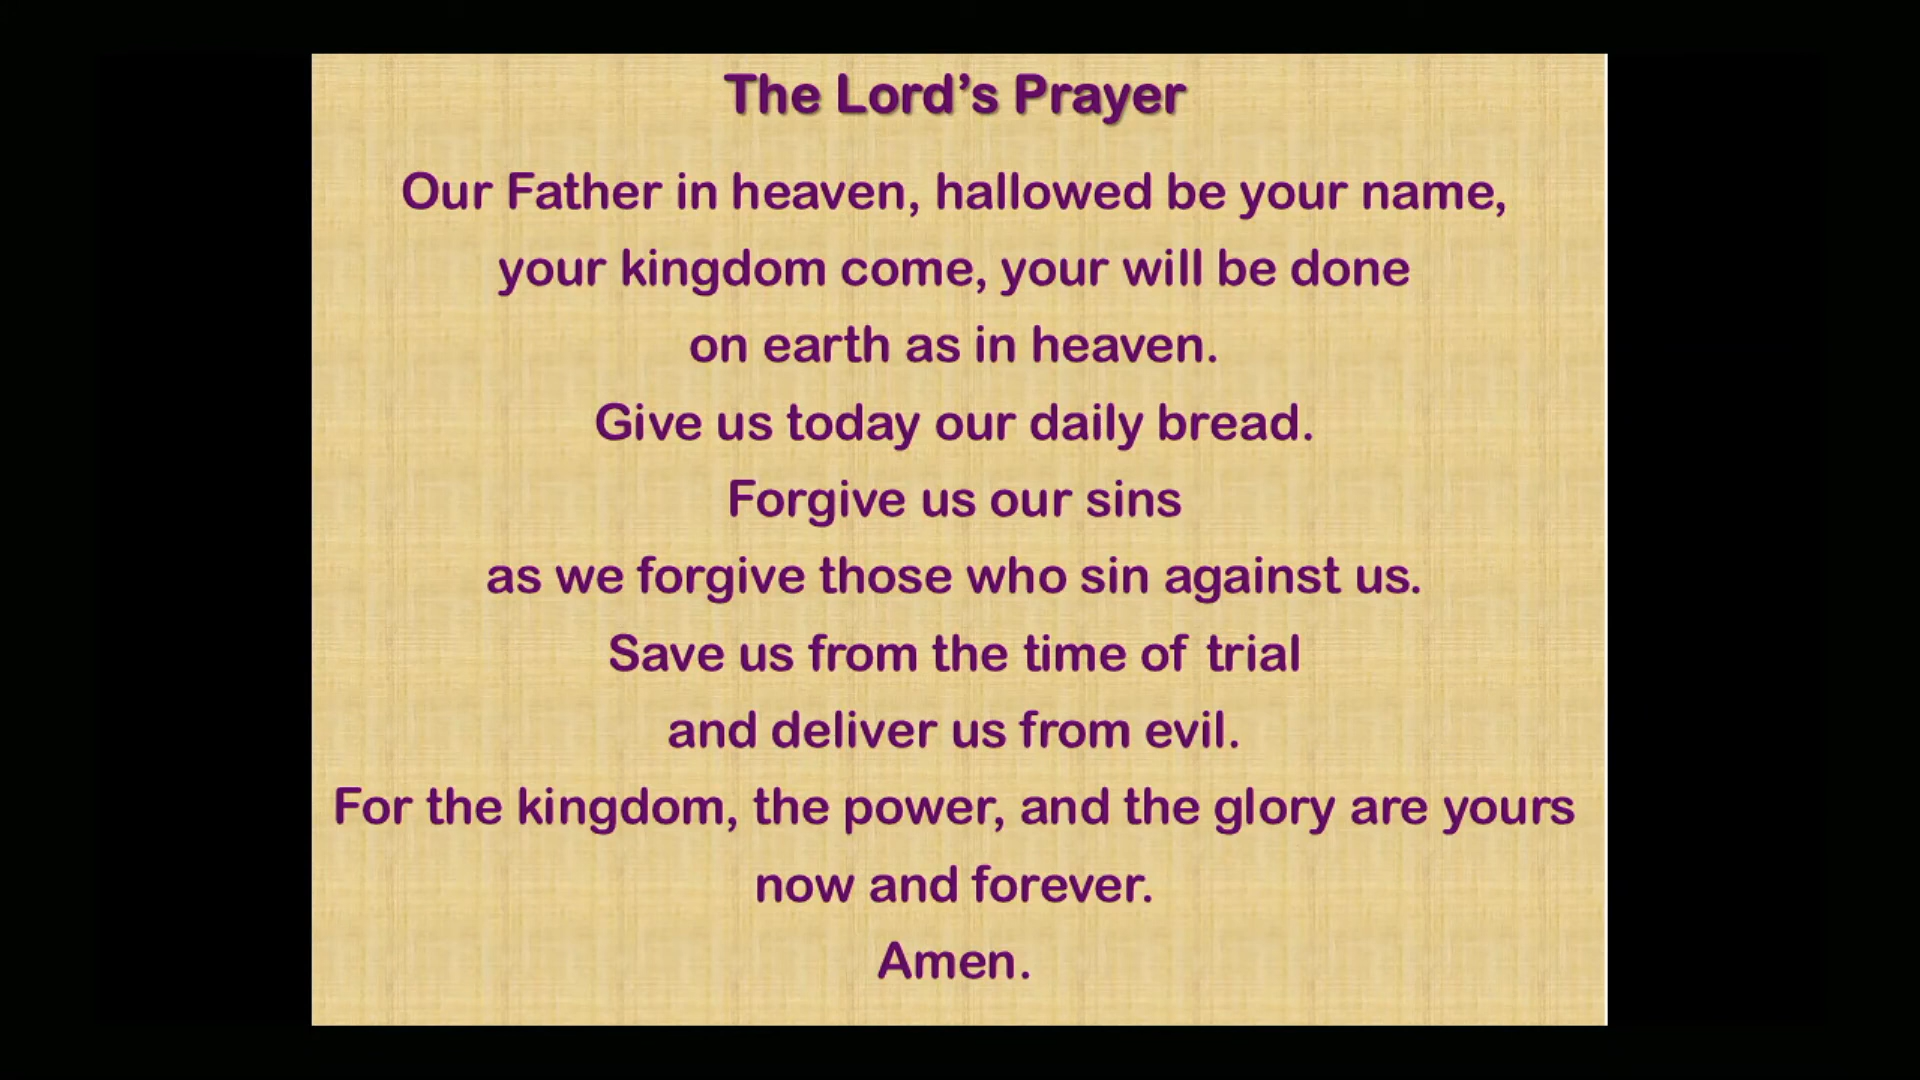 The Lord’s Prayer
Our Father in heaven, hallowed be your name,
your kingdom come, your will be done
on earth as in heaven.
Give us today our daily bread.
Forgive us our sins
as we forgive those who sin against us.
Save us from the time of trial
and deliver us from evil.
For the kingdom, the power, and the glory are yours
now and forever.
Amen.